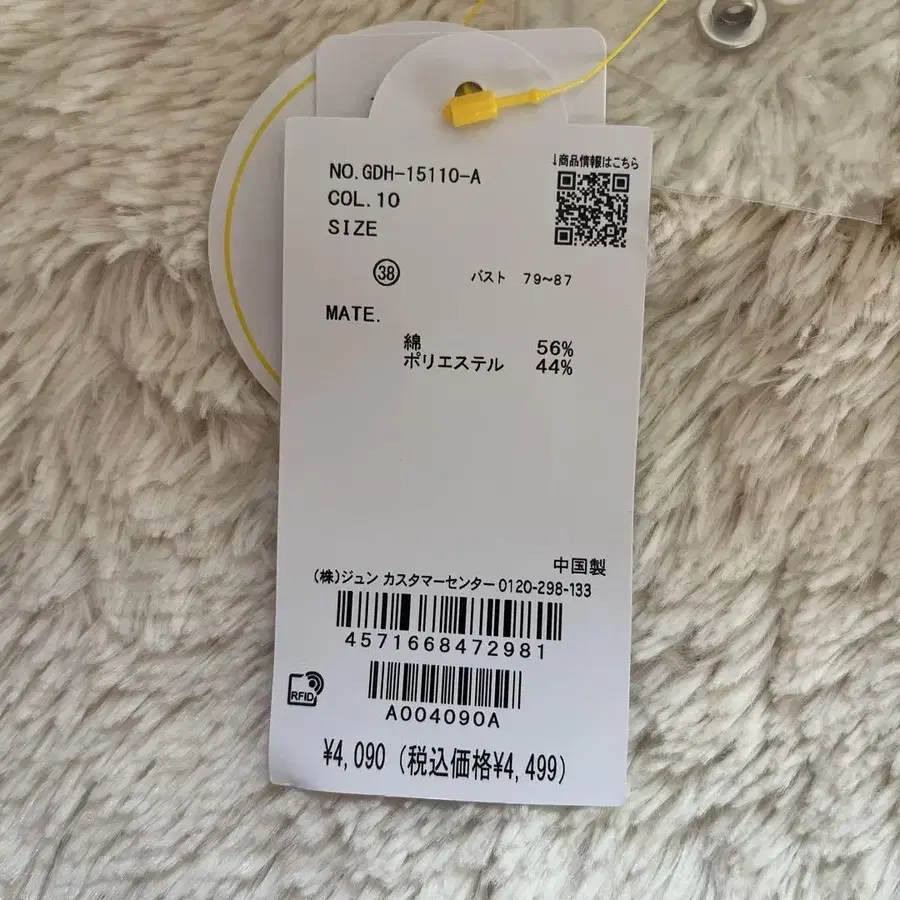 NO.GDH-15110-A
↓商品情報はこちら
COL.10
SIZE
㊳ バスト 79~87
MATE.
綿 56%
ポリエステル 44%
中国製
(株)ジュン カスタマーセンター 0120-298-133
4571668472981
RFID
A004090A
¥4,090 (税込価格¥4,499)